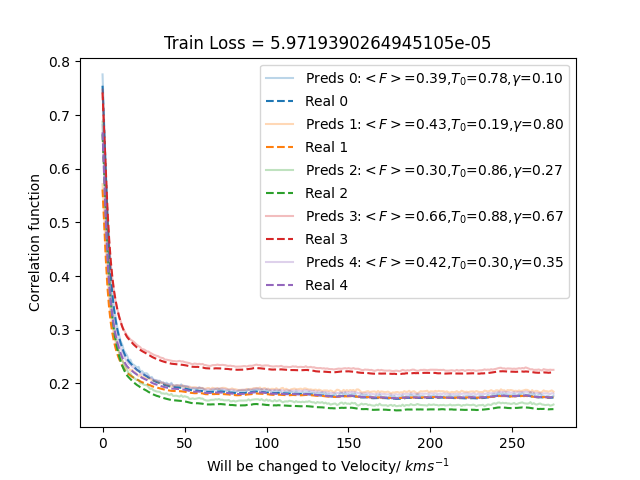 Train Loss = 5.9719390264945105e-05
Preds 0: <F>=0.39,T₀=0.78,γ=0.10
Real 0
Preds 1: <F>=0.43,T₀=0.19,γ=0.80
Real 1
Preds 2: <F>=0.30,T₀=0.86,γ=0.27
Real 2
Preds 3: <F>=0.66,T₀=0.88,γ=0.67
Real 3
Preds 4: <F>=0.42,T₀=0.30,γ=0.35
Real 4
0.8
0.7
0.6
0.5
0.4
0.3
0.2
Correlation function
0 50 100 150 200 250
Will be changed to Velocity/ kms⁻¹